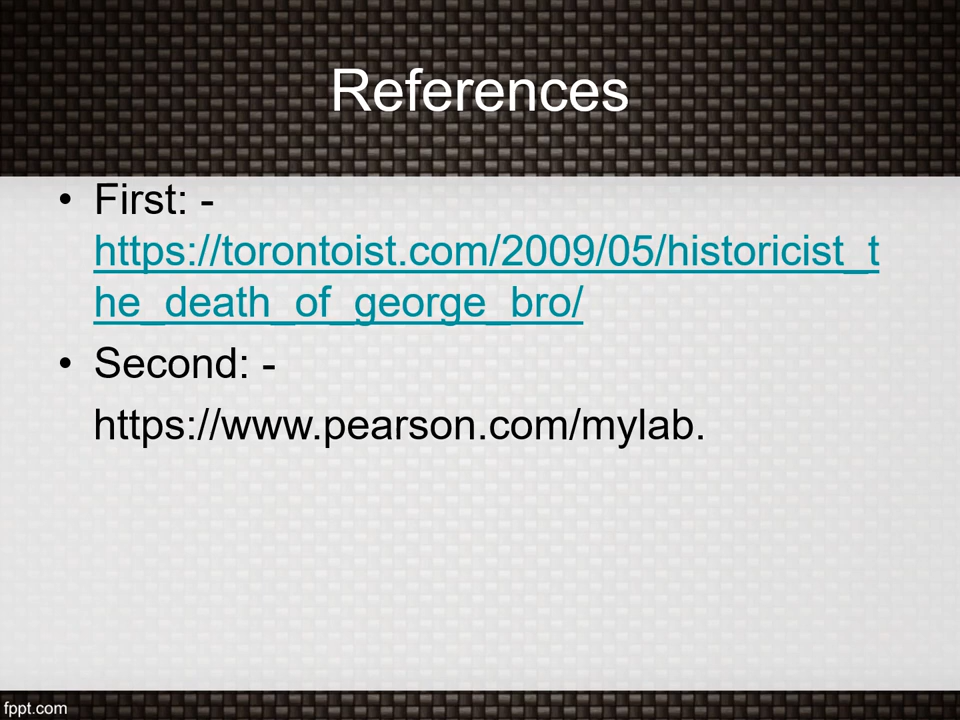 References
• First: -
https://torontoist.com/2009/05/historicist_t
he_death_of_george_bro/
• Second: -
https://www.pearson.com/mylab.
fppt.com